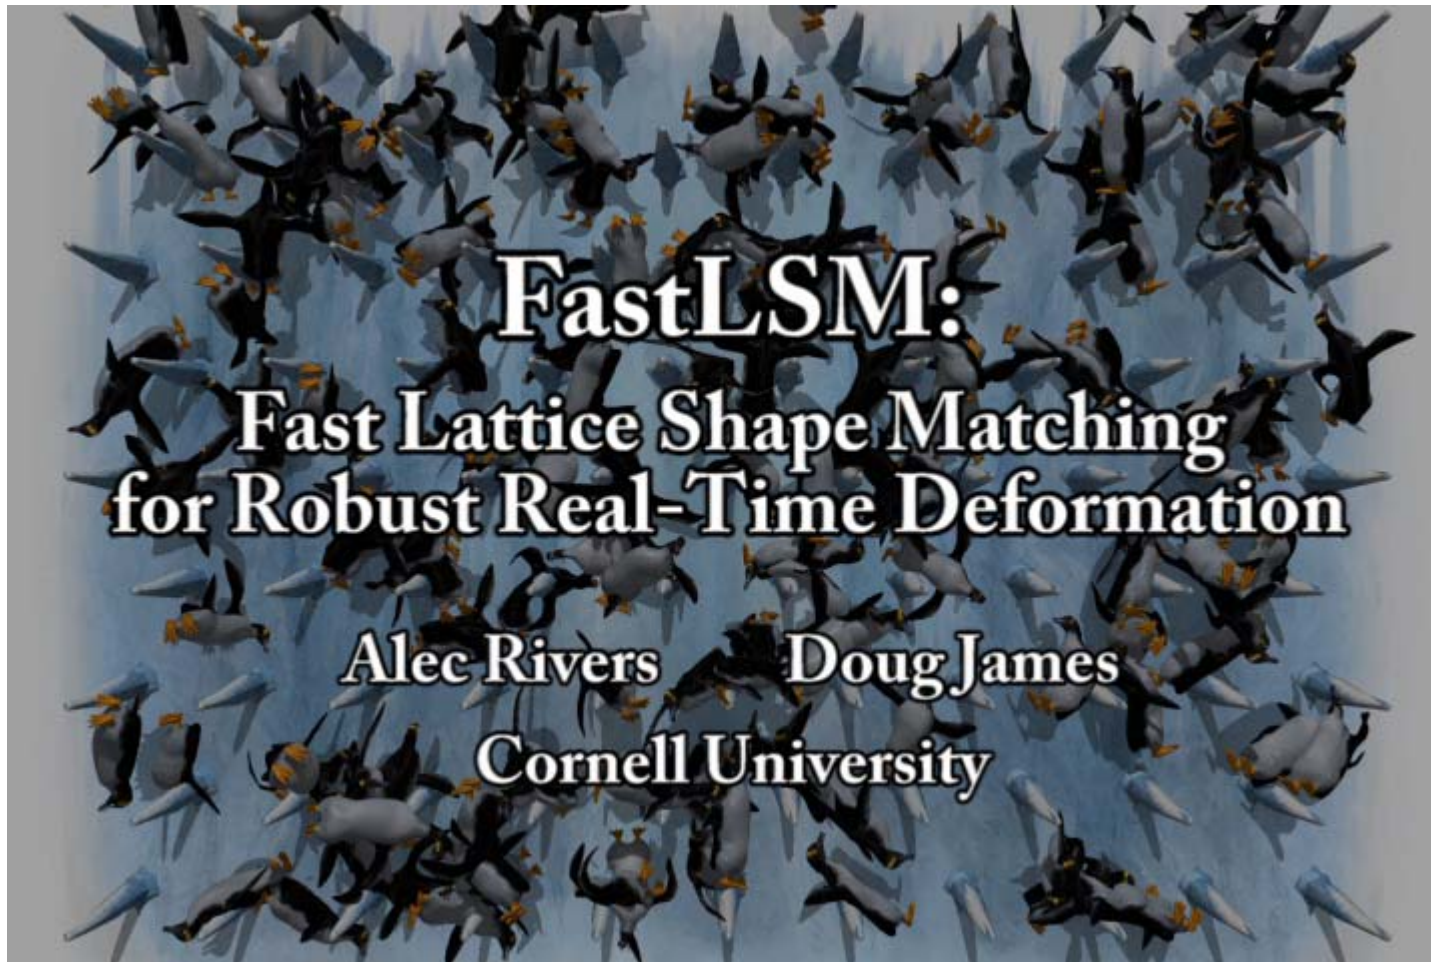 FastLSM:
Fast Lattice Shape Matching
for Robust Real-Time Deformation
Alec Rivers Doug James
Cornell University